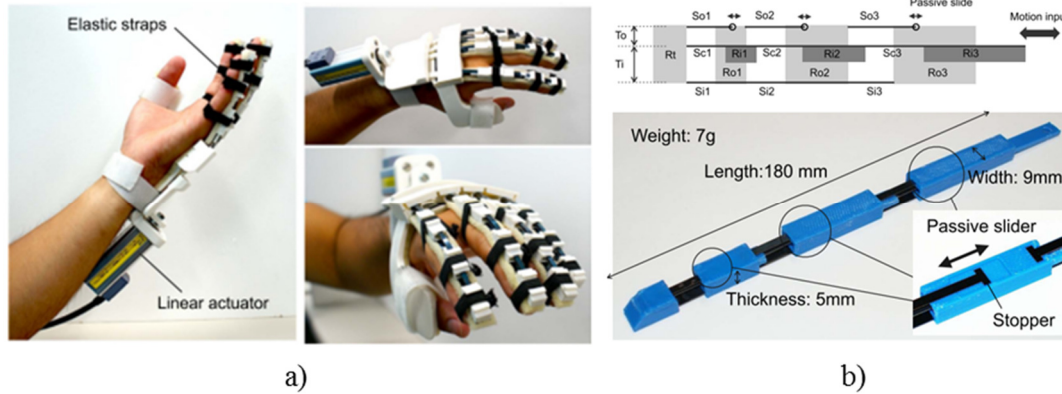 Elastic straps
Linear actuator
a)
So1 So2 So3 Passive slide
Motion input
To
Ti
Rt Sc1 Ri1 Sc2 Ri2 Sc3 Ri3
Ro1 Ro2 Ro3
Si1 Si2 Si3
Weight: 7g
Length:180 mm
Width: 9mm
Passive slider
Thickness: 5mm
Stopper
b)